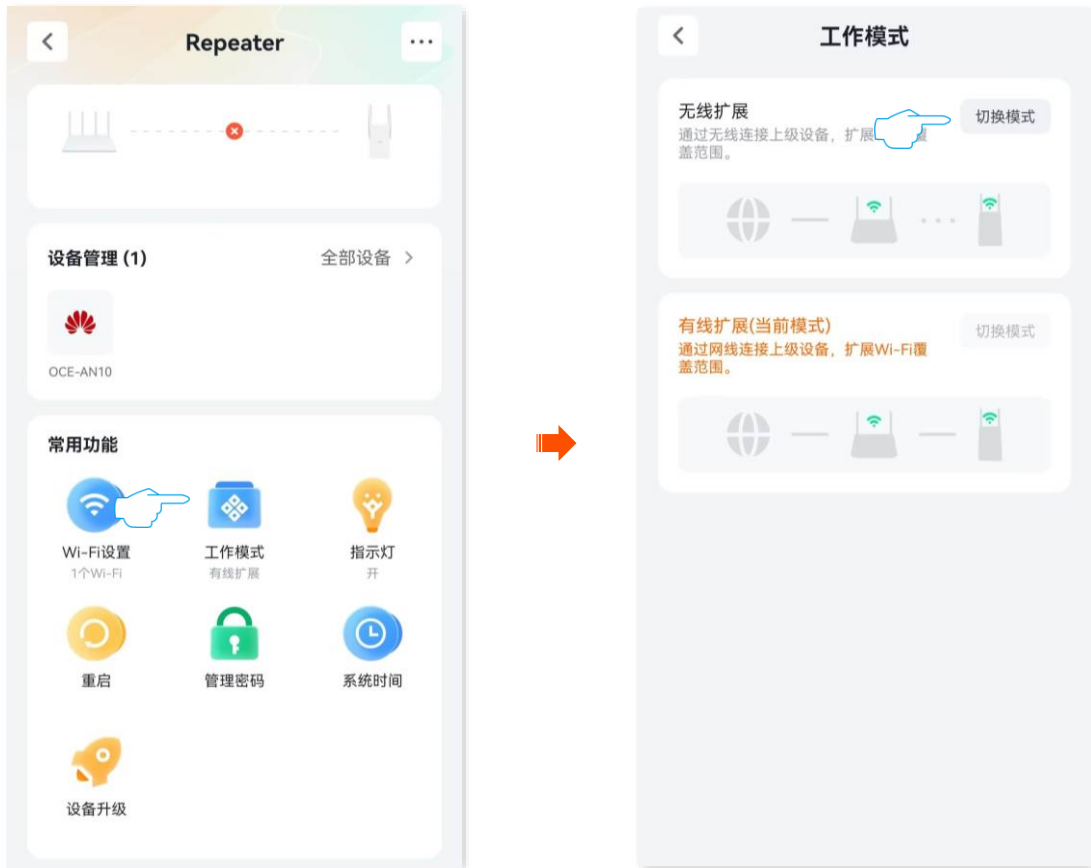 Repeater
设备管理 (1)
全部设备
OCE-AN10
常用功能
Wi-Fi设置
1个Wi-Fi
工作模式
有线扩展
指示灯
开
重启
管理密码
系统时间
设备升级
工作模式
无线扩展
切换模式
通过无线连接上级设备，扩展
盖范围。
有线扩展(当前模式)
切换模式
通过网线连接上级设备，扩展Wi-Fi覆
盖范围。